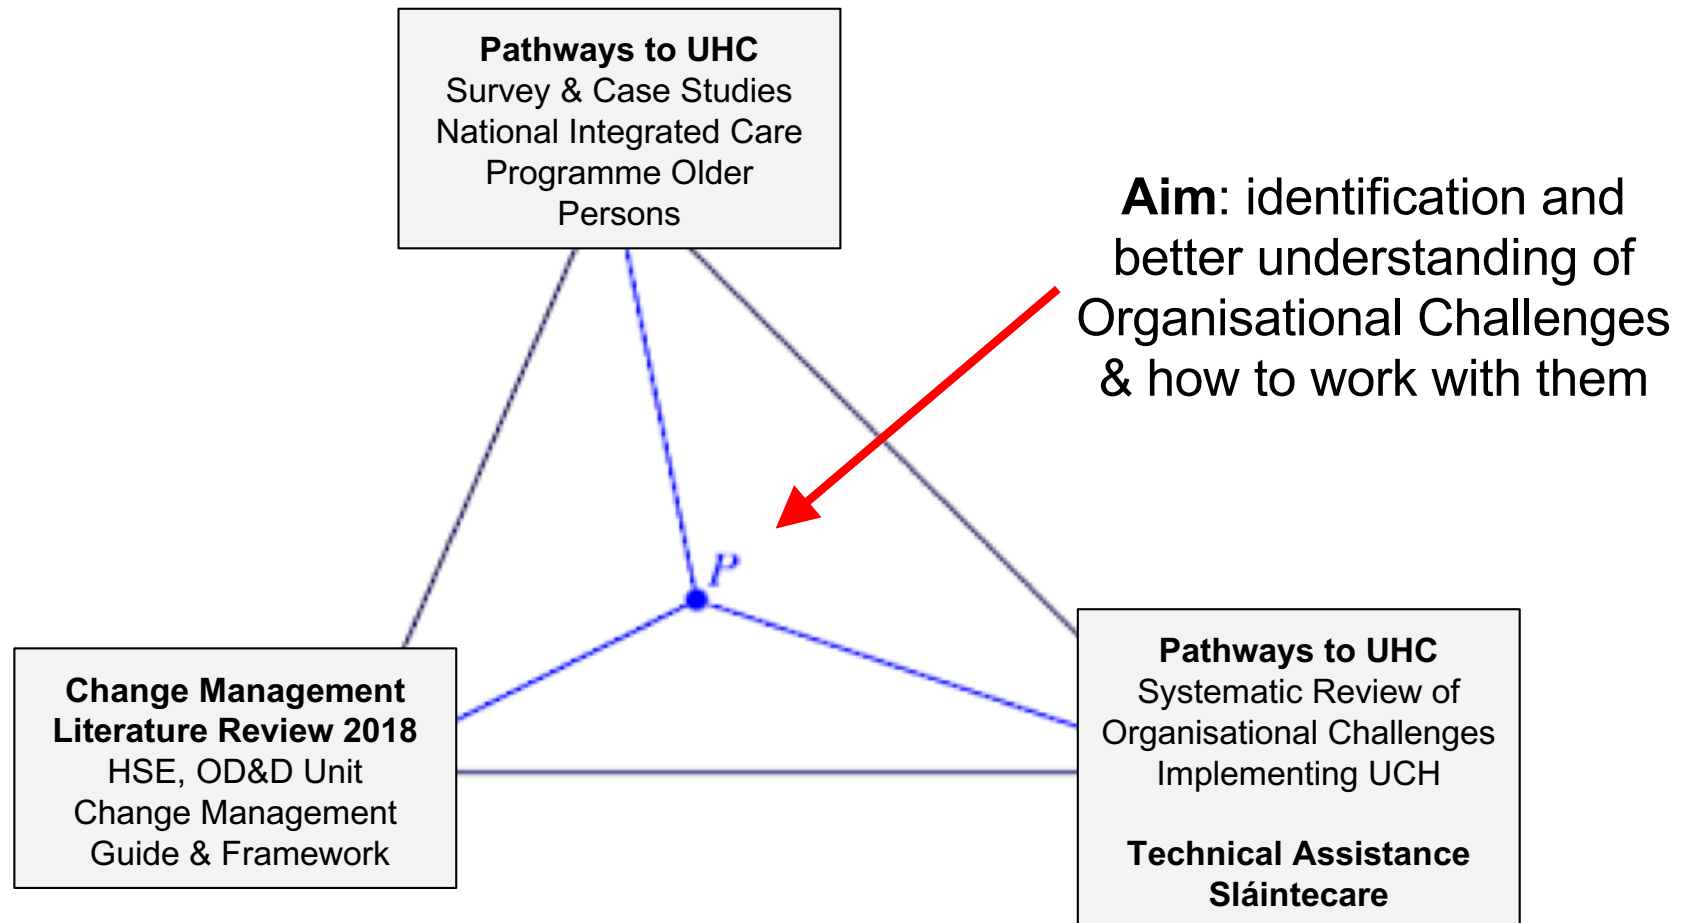 Pathways to UHC
Survey & Case Studies
National Integrated Care
Programme Older
Persons
Aim: identification and
better understanding of
Organisational Challenges
& how to work with them
P
Change Management
Literature Review 2018
HSE, OD&D Unit
Change Management
Guide & Framework
Pathways to UHC
Systematic Review of
Organisational Challenges
Implementing UCH
Technical Assistance
Sláintecare